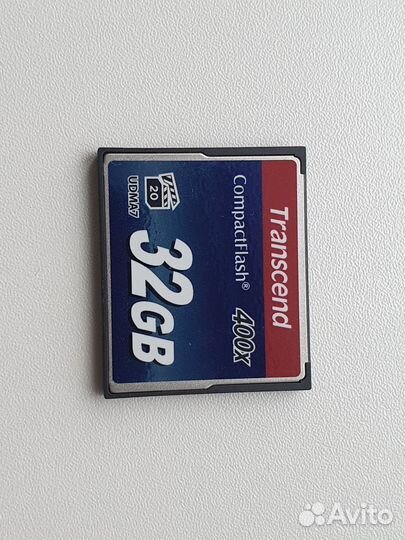 Transcend
CompactFlash® 400x
32GB
20
UDMA7
Avito